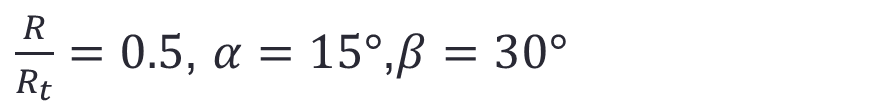 R/R_t = 0.5, α = 15°,β = 30°